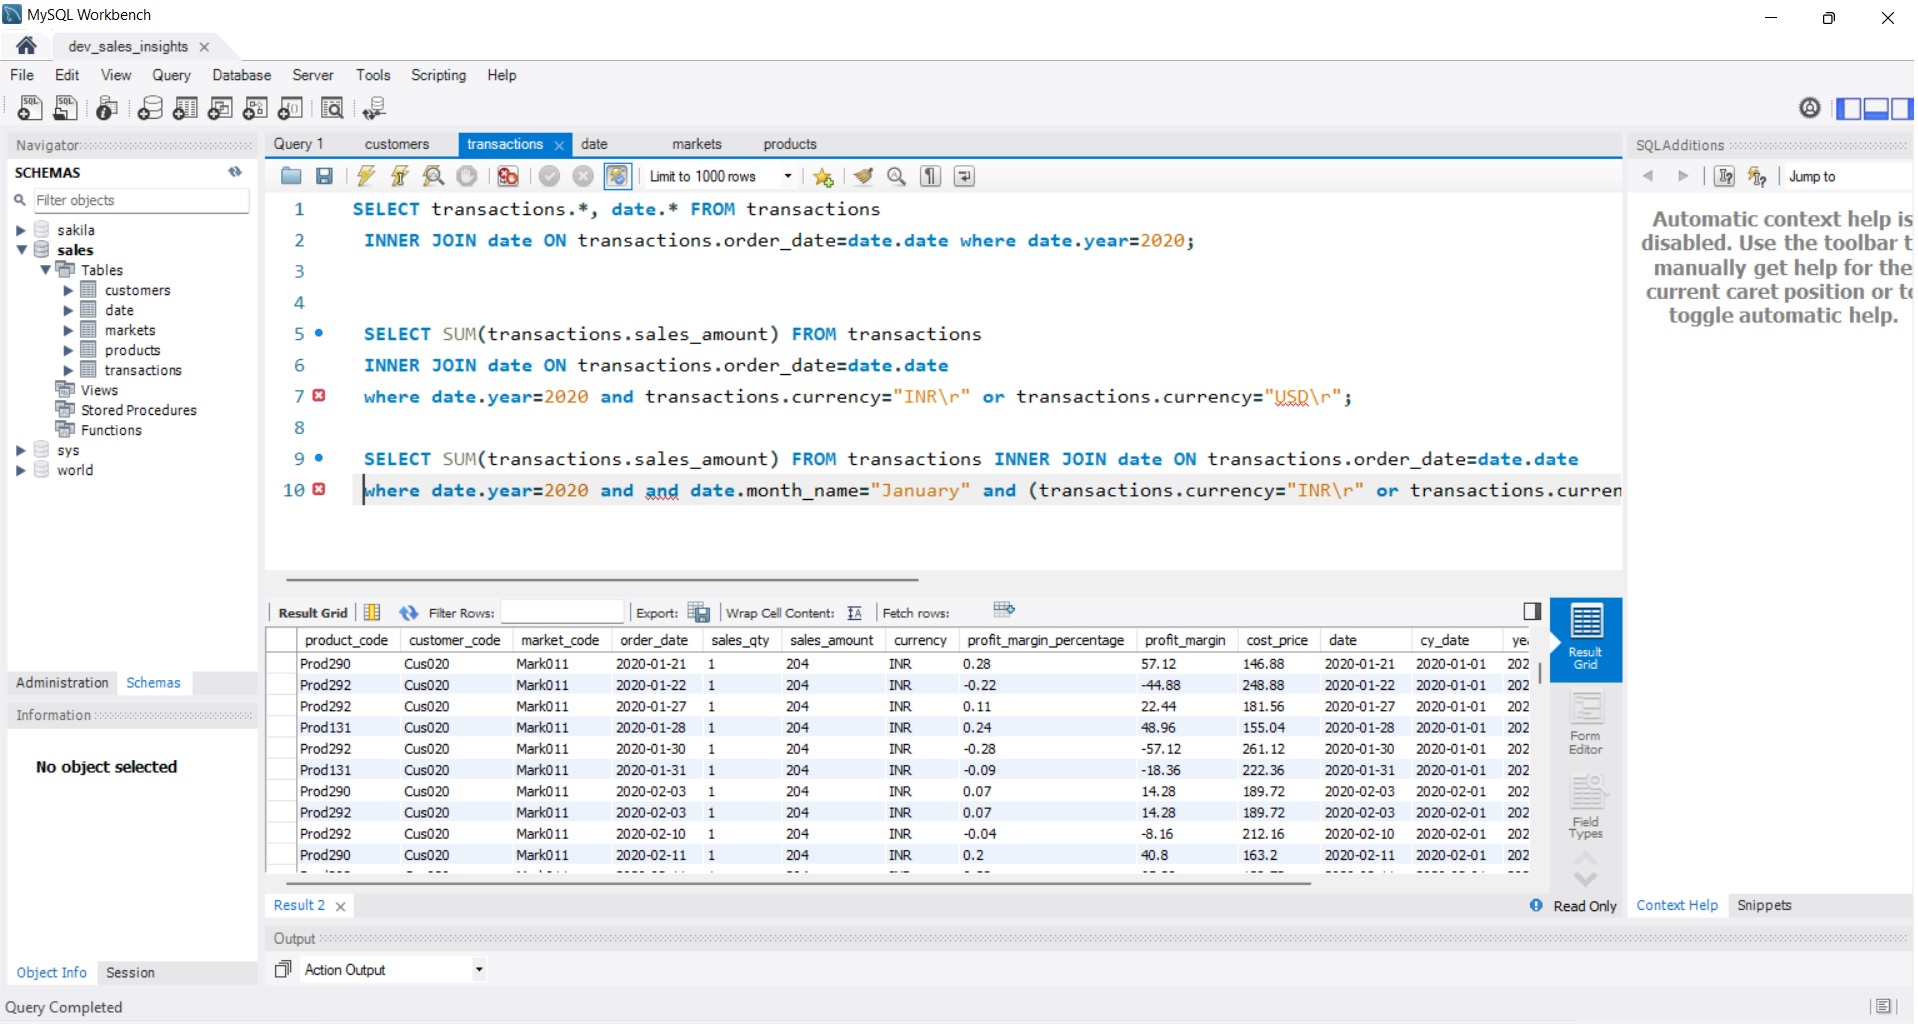 MySQL Workbench
dev_sales_insights
File Edit View Query Database Server Tools Scripting Help
Navigator
SCHEMAS
Filter objects
sakila
sales
Tables
customers
date
markets
products
transactions
Views
Stored Procedures
Functions
sys
world
Administration Schemas
Information
No object selected
Object Info Session
Query Completed
Query 1 customers transactions date markets products
Limit to 1000 rows
1 SELECT transactions.*, date.* FROM transactions
2 INNER JOIN date ON transactions.order_date=date.date where date.year=2020;
3
4
5 SELECT SUM(transactions.sales_amount) FROM transactions
6 INNER JOIN date ON transactions.order_date=date.date
7 where date.year=2020 and transactions.currency="INR\r" or transactions.currency="USD\r";
8
9 SELECT SUM(transactions.sales_amount) FROM transactions INNER JOIN date ON transactions.order_date=date.date
10 where date.year=2020 and and date.month_name="January" and (transactions.currency="INR\r" or transactions.curren
Result Grid Filter Rows: Export: Wrap Cell Content: Fetch rows:
product_code customer_code market_code order_date sales_qty sales_amount currency profit_margin_percentage profit_margin cost_price date cy_date ye
Prod290 Cus020 Mark011 2020-01-21 1 204 INR 0.28 57.12 146.88 2020-01-21 2020-01-01 202
Prod292 Cus020 Mark011 2020-01-22 1 204 INR -0.22 -44.88 248.88 2020-01-22 2020-01-01 202
Prod292 Cus020 Mark011 2020-01-27 1 204 INR 0.11 22.44 181.56 2020-01-27 2020-01-01 202
Prod131 Cus020 Mark011 2020-01-28 1 204 INR 0.24 48.96 155.04 2020-01-28 2020-01-01 202
Prod292 Cus020 Mark011 2020-01-30 1 204 INR -0.28 -57.12 261.12 2020-01-30 2020-01-01 202
Prod131 Cus020 Mark011 2020-01-31 1 204 INR -0.09 -18.36 222.36 2020-01-31 2020-01-01 202
Prod290 Cus020 Mark011 2020-02-03 1 204 INR 0.07 14.28 189.72 2020-02-03 2020-02-01 202
Prod292 Cus020 Mark011 2020-02-03 1 204 INR 0.07 14.28 189.72 2020-02-03 2020-02-01 202
Prod292 Cus020 Mark011 2020-02-10 1 204 INR -0.04 -8.16 212.16 2020-02-10 2020-02-01 202
Prod290 Cus020 Mark011 2020-02-11 1 204 INR 0.2 40.8 163.2 2020-02-11 2020-02-01 202
Result
Grid
Form
Editor
Field
Types
Result 2
Read Only
Output
Action Output
SQLAdditions
Jump to
Automatic context help is
disabled. Use the toolbar t
manually get help for the
current caret position or to
toggle automatic help.
Context Help Snippets